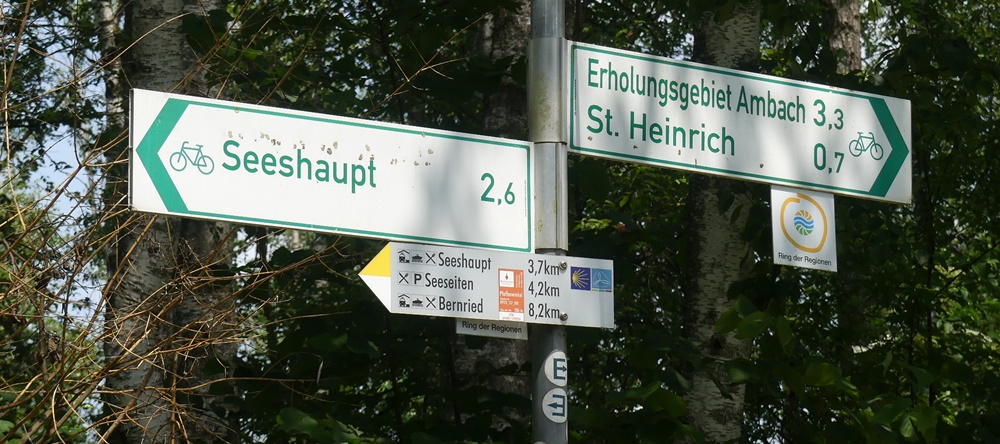 Seeshaupt 2,6
Erholungsgebiet Ambach 3,3
St. Heinrich 0,7
Ring der Regionen
Seeshaupt 3,7km
P Seeseiten 4,2km
Bernried 8,2km
Ring der Regionen
E
E